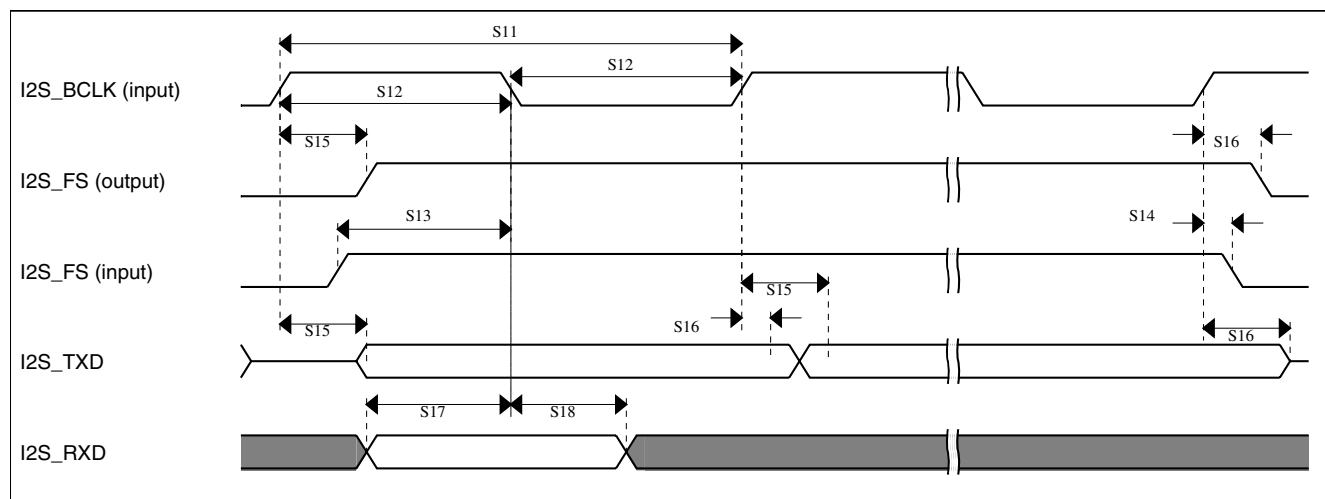 S11
I2S_BCLK (input)
S12
S12
S15
S16
I2S_FS (output)
S13
S14
I2S_FS (input)
S15
S15
S16
S16
I2S_TXD
S17
S18
I2S_RXD